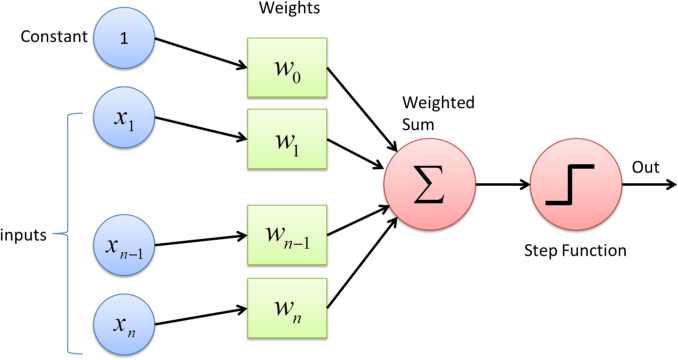 Weights
Constant
1
w₀
x₁
w₁
Weighted
Sum
Σ
Out
inputs
xₙ₋₁
wₙ₋₁
Step Function
xₙ
wₙ